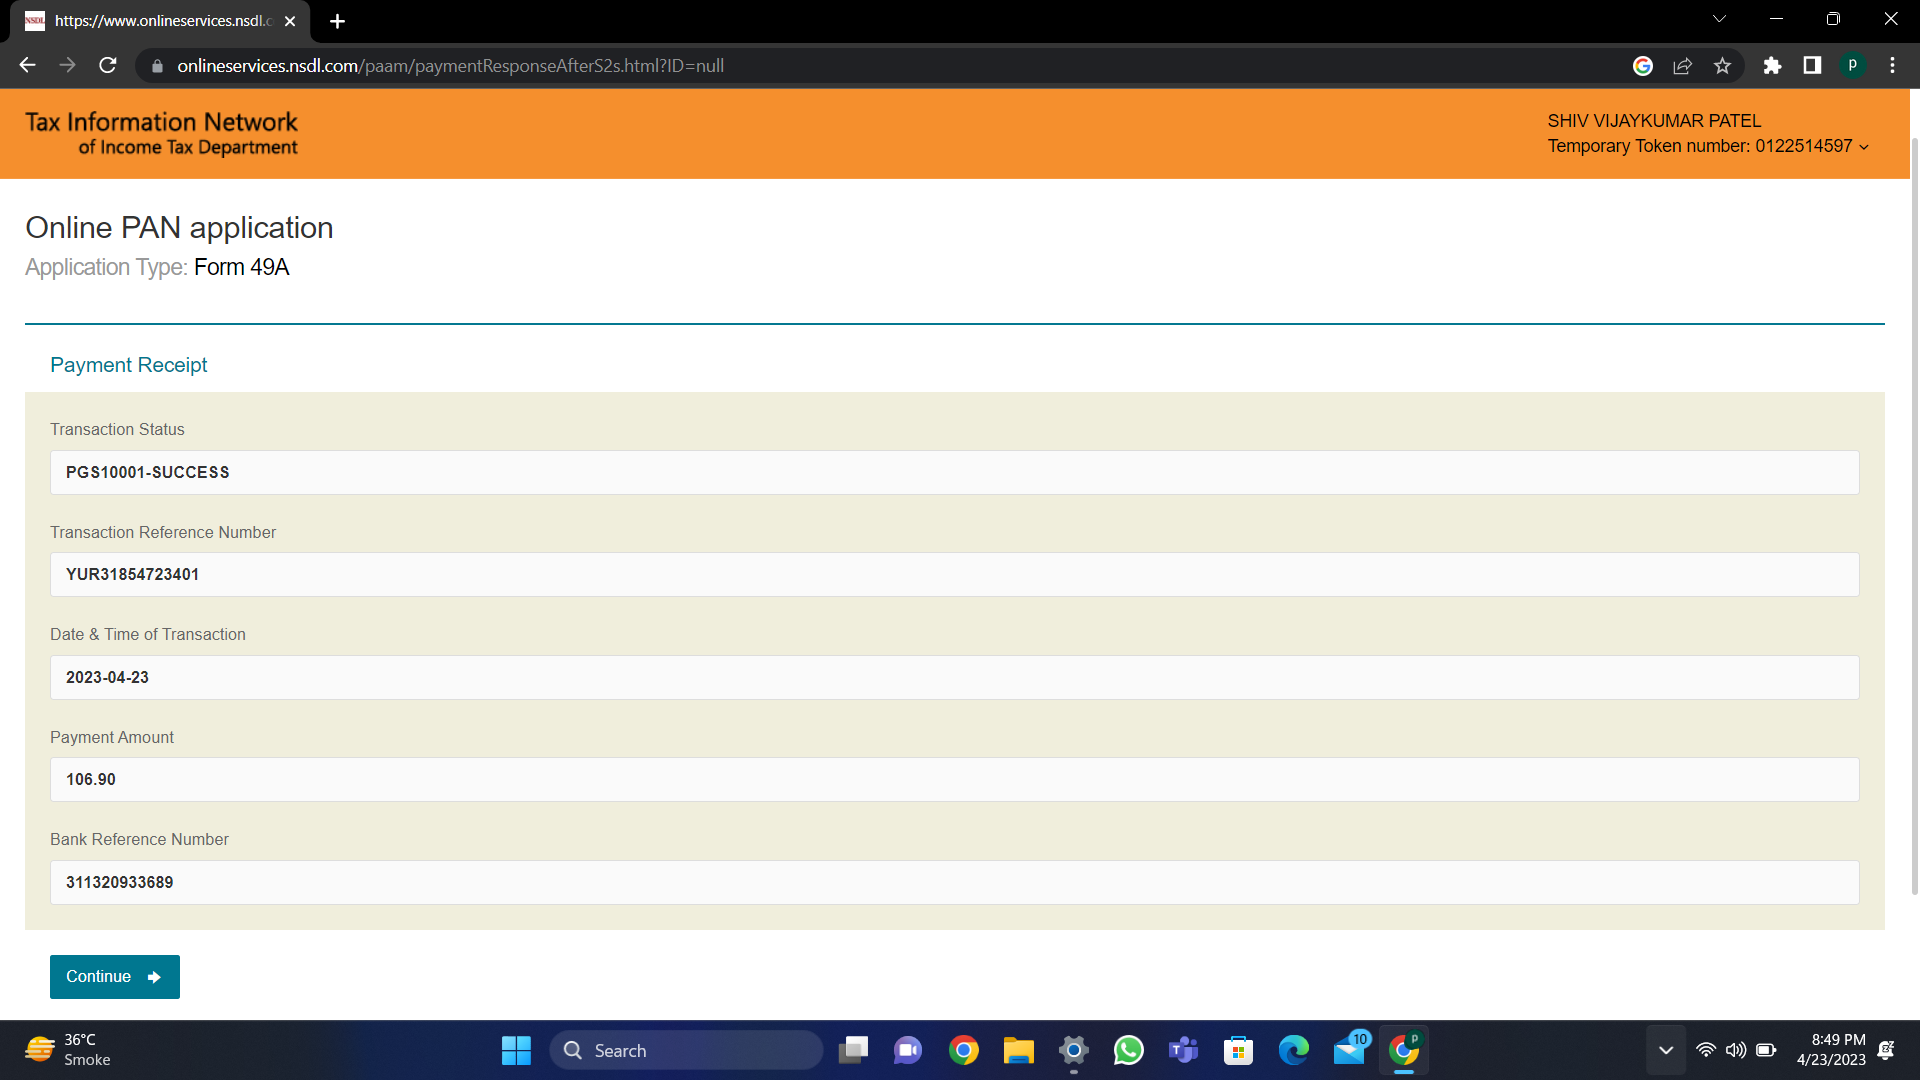 NSDL
https://www.onlineservices.nsdl.c
onlineservices.nsdl.com/paam/paymentResponseAfterS2s.html?ID=null
P
Tax Information Network
of Income Tax Department
SHIV VIJAYKUMAR PATEL
Temporary Token number: 0122514597
Online PAN application
Application Type: Form 49A
Payment Receipt
Transaction Status
PGS10001-SUCCESS
Transaction Reference Number
YUR31854723401
Date & Time of Transaction
2023-04-23
Payment Amount
106.90
Bank Reference Number
311320933689
Continue
36°C
Smoke
Search
10
P
8:49 PM
4/23/2023